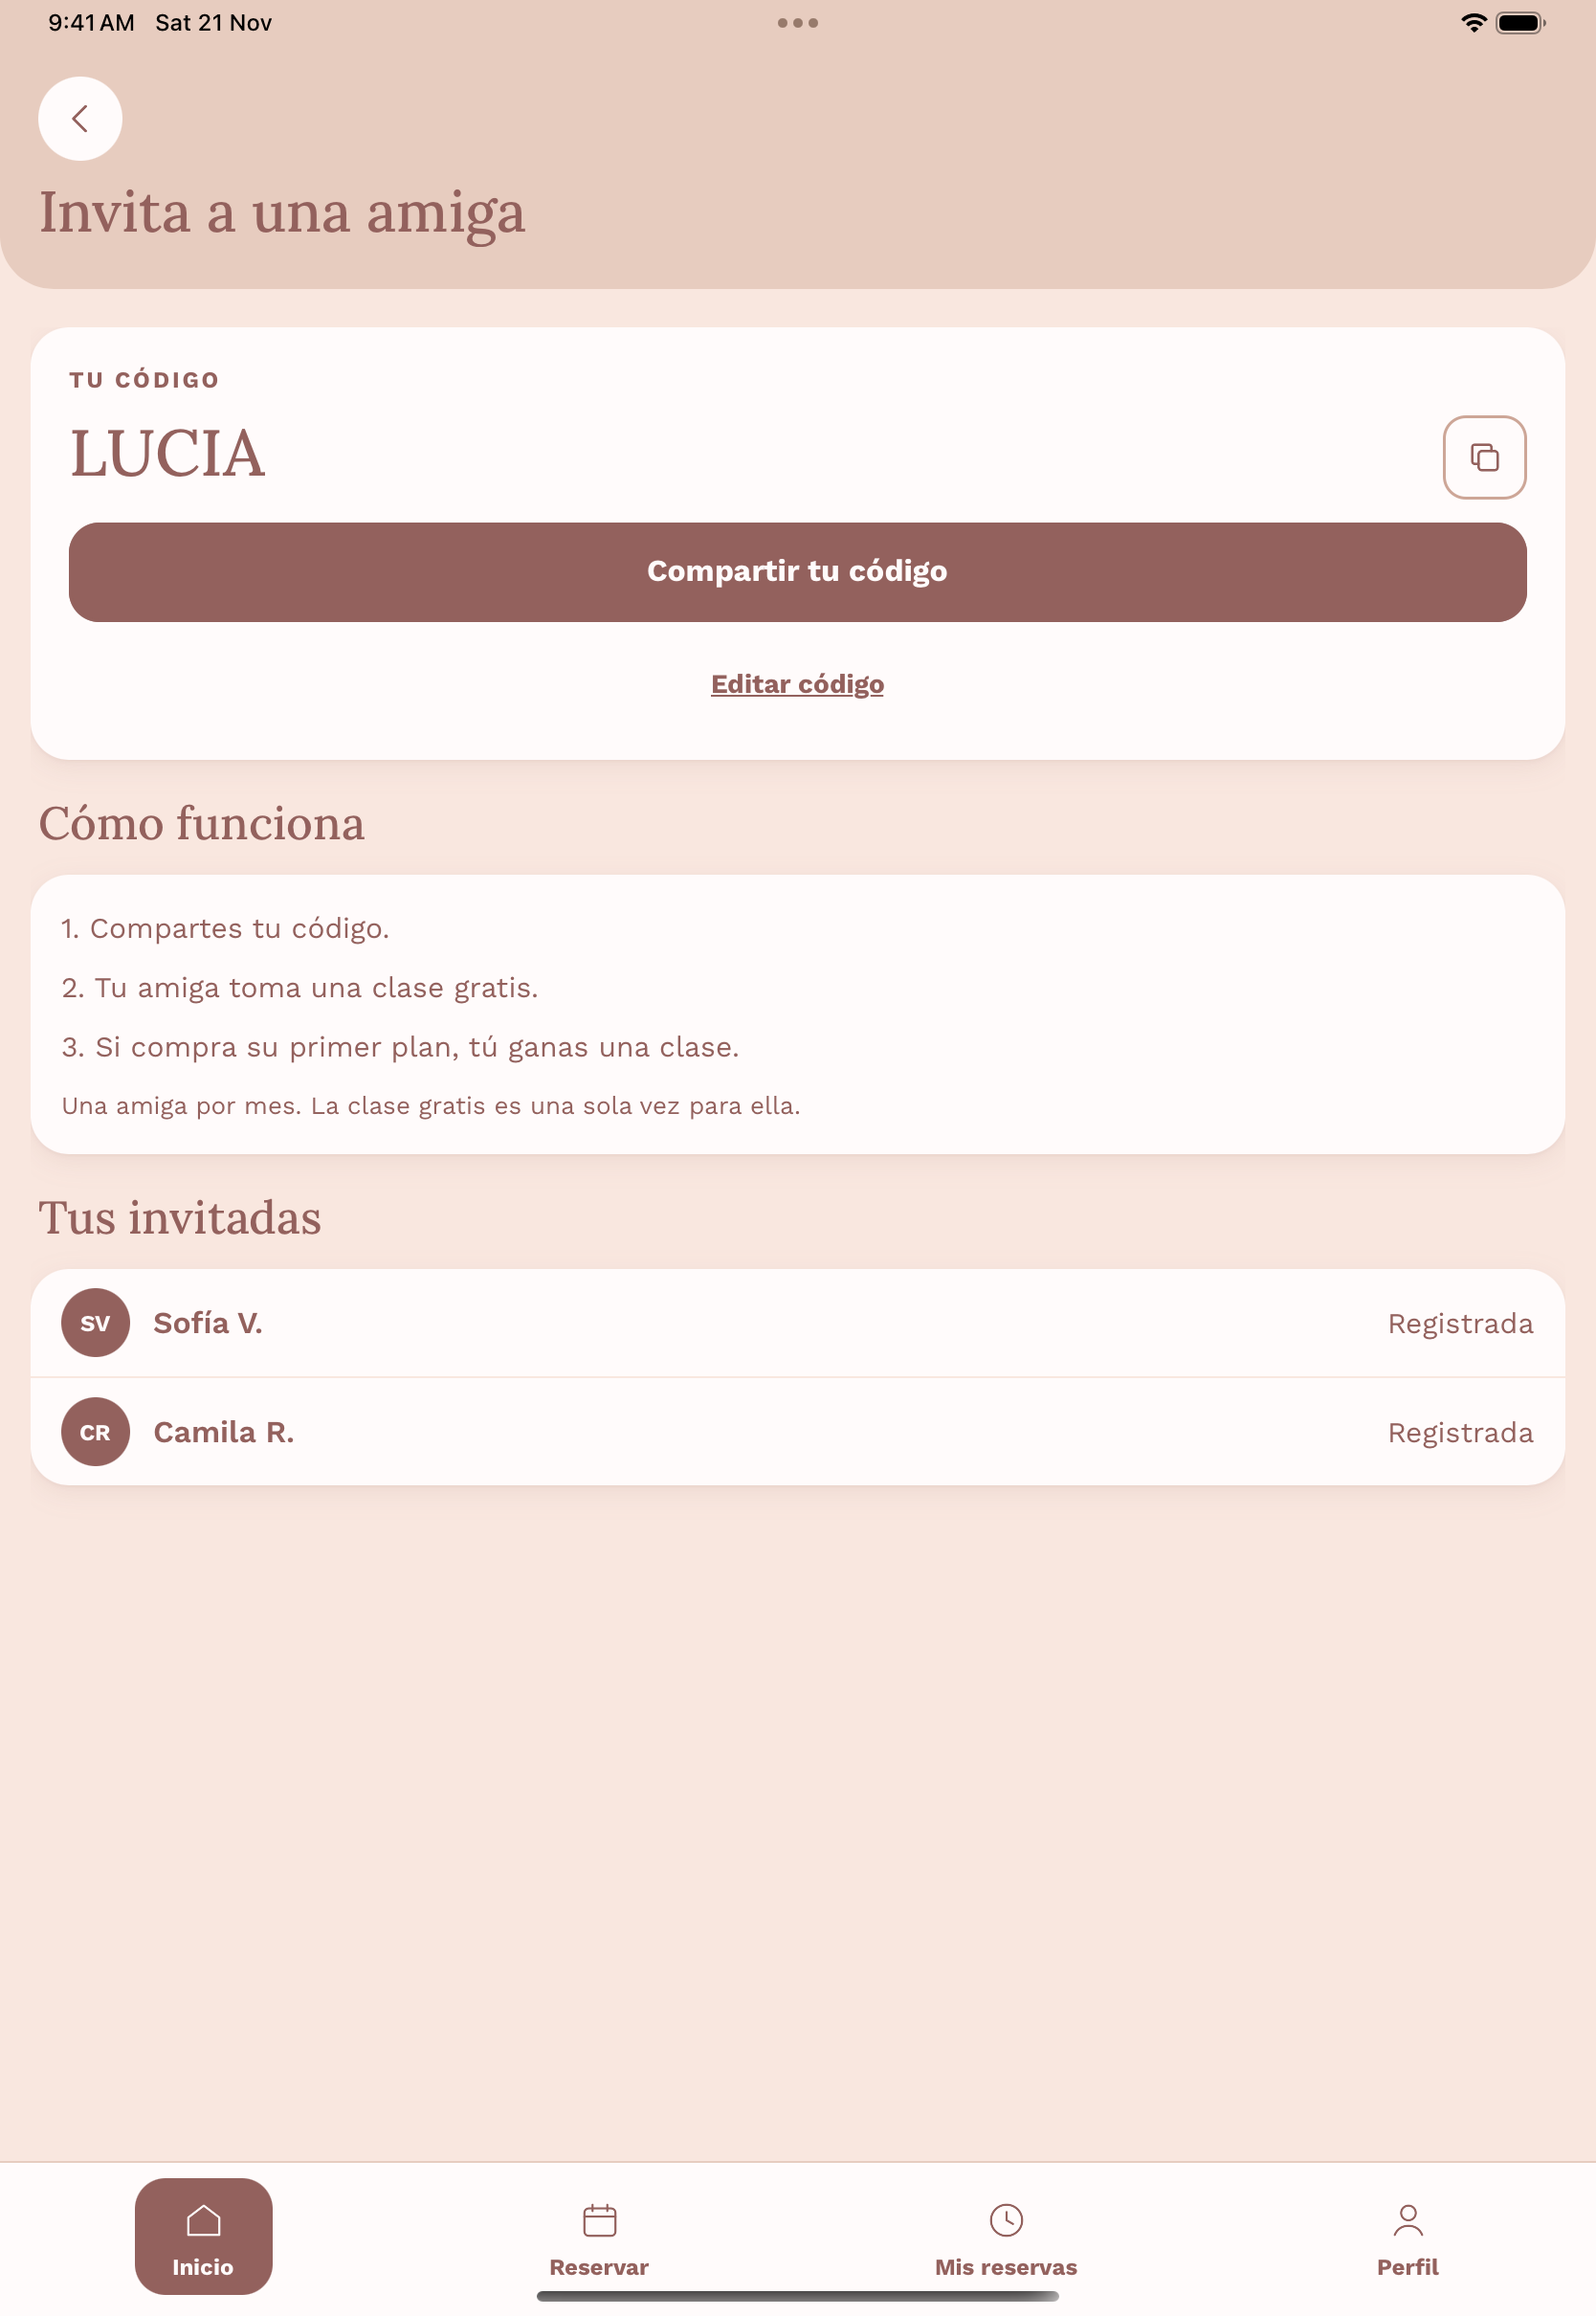 9:41 AM Sat 21 Nov
Invita a una amiga
TU CÓDIGO
LUCIA
Compartir tu código
Editar código
Cómo funciona
1. Compartes tu código.
2. Tu amiga toma una clase gratis.
3. Si compra su primer plan, tú ganas una clase.
Una amiga por mes. La clase gratis es una sola vez para ella.
Tus invitadas
SV Sofía V. Registrada
CR Camila R. Registrada
Inicio Reservar Mis reservas Perfil